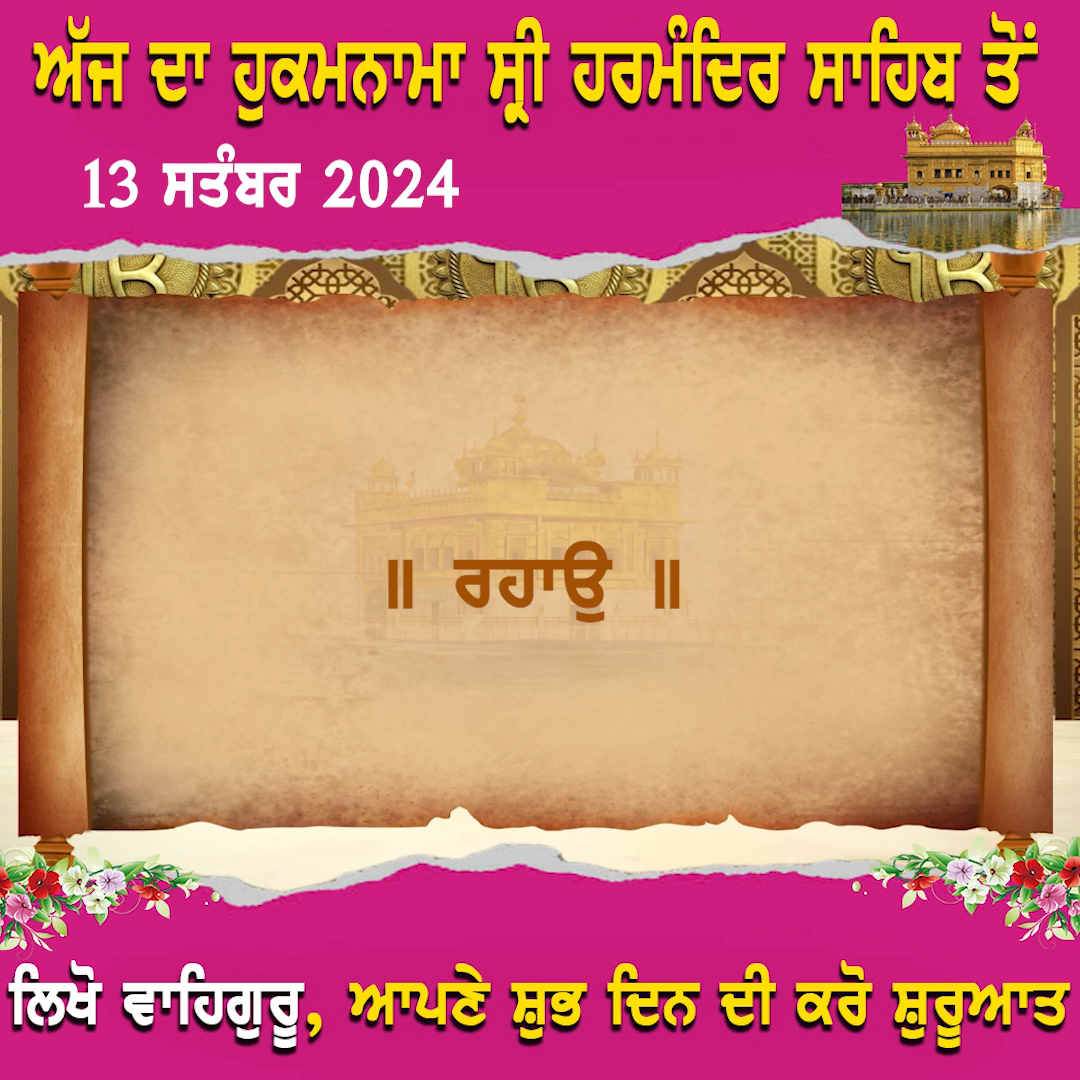 ਅੱਜ ਦਾ ਹੁਕਮਨਾਮਾ ਸ੍ਰੀ ਹਰਮੰਦਿਰ ਸਾਹਿਬ ਤੋਂ
13 ਸਤੰਬਰ 2024
॥ ਰਹਾਉ ॥
ਲਿਖੋ ਵਾਹਿਗੁਰੂ, ਆਪਣੇ ਸ਼ੁਭ ਦਿਨ ਦੀ ਕਰੋ ਸ਼ੁਰੂਆਤ